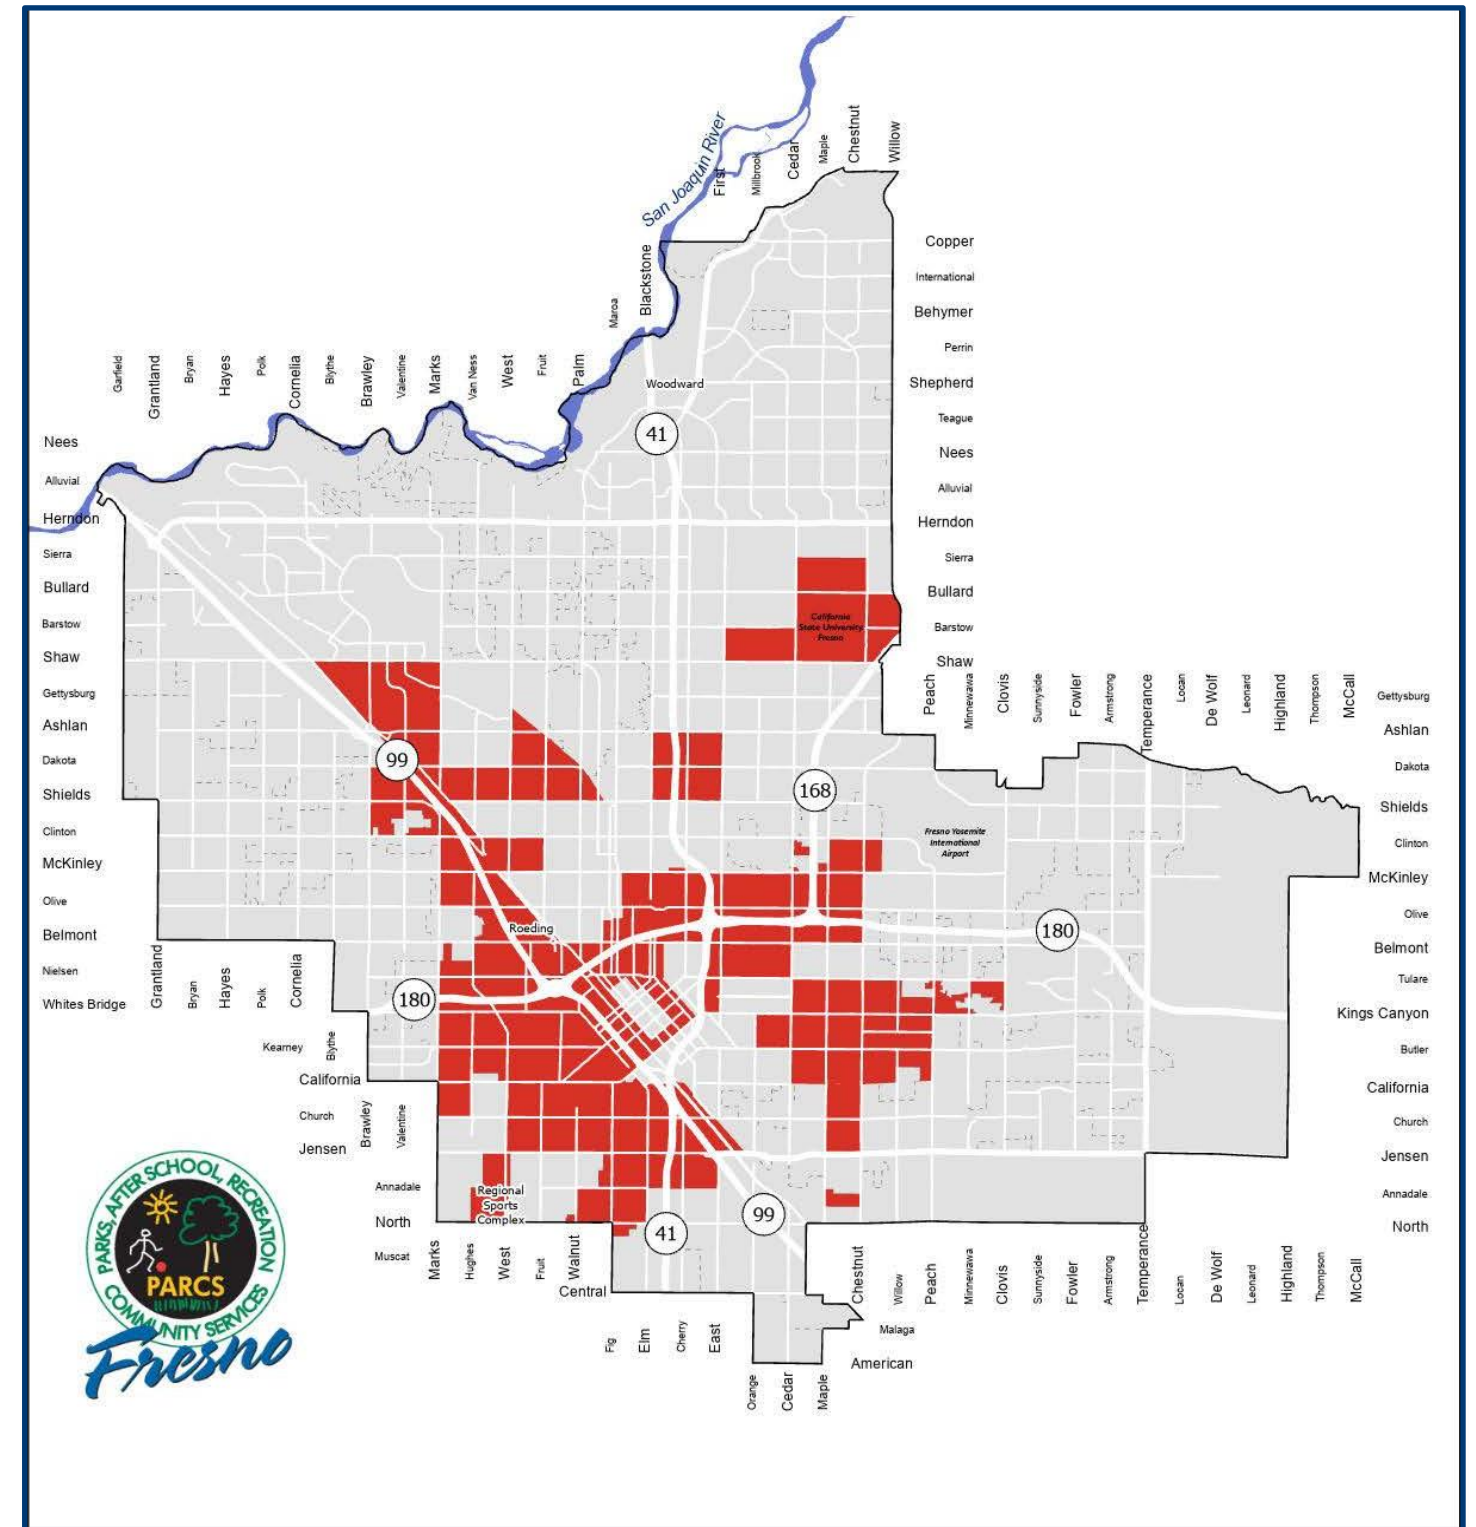 San Joaquin River
First
Millbrook
Cedar
Maple
Chestnut
Willow
Maroa
Blackstone
Garfield
Grantland
Bryan
Hayes
Polk
Cornelia
Blythe
Brawley
Valentine
Marks
Van Ness
West
Fruit
Palm
Copper
International
Behymer
Perrin
Shepherd
Teague
Nees
Alluvial
Herndon
Sierra
Bullard
Barstow
Shaw
Woodward
41
Nees
Alluvial
Herndon
Sierra
Bullard
Barstow
Shaw
Gettysburg
Ashlan
Dakota
Shields
Clinton
McKinley
Olive
Belmont
Nielsen
Whites Bridge
California
State University
Fresno
Peach
Minnewawa
Clovis
Sunnyside
Fowler
Armstrong
Temperance
Locan
De Wolf
Leonard
Highland
Thompson
McCall
Gettysburg
Ashlan
Dakota
Shields
Clinton
McKinley
Olive
Belmont
Tulare
Kings Canyon
Butler
California
Church
Jensen
Annadale
North
99
168
Fresno Yosemite
International
Airport
Roeding
180
180
Grantland
Bryan
Hayes
Polk
Cornelia
Kearney
Blythe
California
Church
Brawley
Valentine
Jensen
Annadale
North
Muscat
Regional
Sports
Complex
41
99
Marks
Hughes
West
Fruit
Walnut
Central
Fig
Elm
Cherry
East
Orange
Cedar
Maple
Malaga
American
Chestnut
Willow
Peach
Minnewawa
Clovis
Sunnyside
Fowler
Armstrong
Temperance
Locan
De Wolf
Leonard
Highland
Thompson
McCall
PARKS, AFTER SCHOOL, RECREATION
COMMUNITY SERVICES
PARCS
Fresno